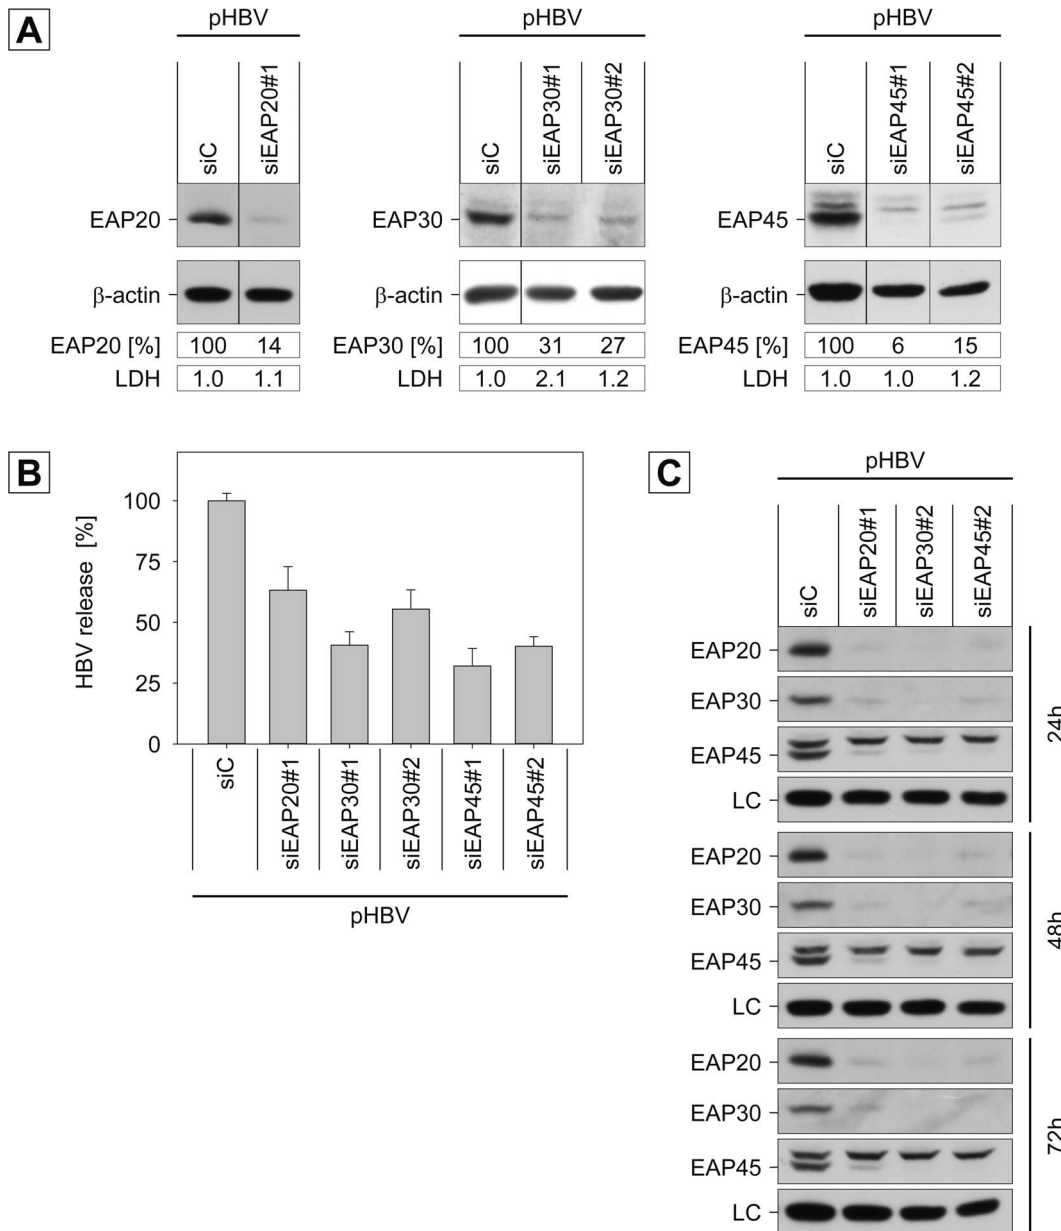 A
pHBV
siC
siEAP20#1
EAP20
β-actin
EAP20 [%] 100 14
LDH 1.0 1.1
pHBV
siC
siEAP30#1
siEAP30#2
EAP30
β-actin
EAP30 [%] 100 31 27
LDH 1.0 2.1 1.2
pHBV
siC
siEAP45#1
siEAP45#2
EAP45
β-actin
EAP45 [%] 100 6 15
LDH 1.0 1.0 1.2
B
HBV release [%]
100
75
50
25
0
siC
siEAP20#1
siEAP30#1
siEAP30#2
siEAP45#1
siEAP45#2
pHBV
C
pHBV
siC
siEAP20#1
siEAP30#2
siEAP45#2
EAP20
EAP30
EAP45
LC
24h
EAP20
EAP30
EAP45
LC
48h
EAP20
EAP30
EAP45
LC
72h